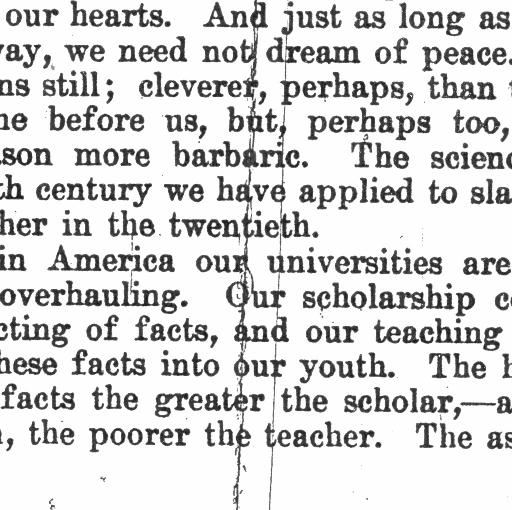 our hearts. And just as long as
way, we need not dream of peace.
ns still; cleverer, perhaps, than
before us, but, perhaps too,
son more barbaric. The scien
th century we have applied to sla
her in the twentieth.
in America our universities are
overhauling. Our scholarship c
cting of facts, and our teaching
hese facts into our youth. The
facts the greater the scholar,—a
, the poorer the teacher. The as